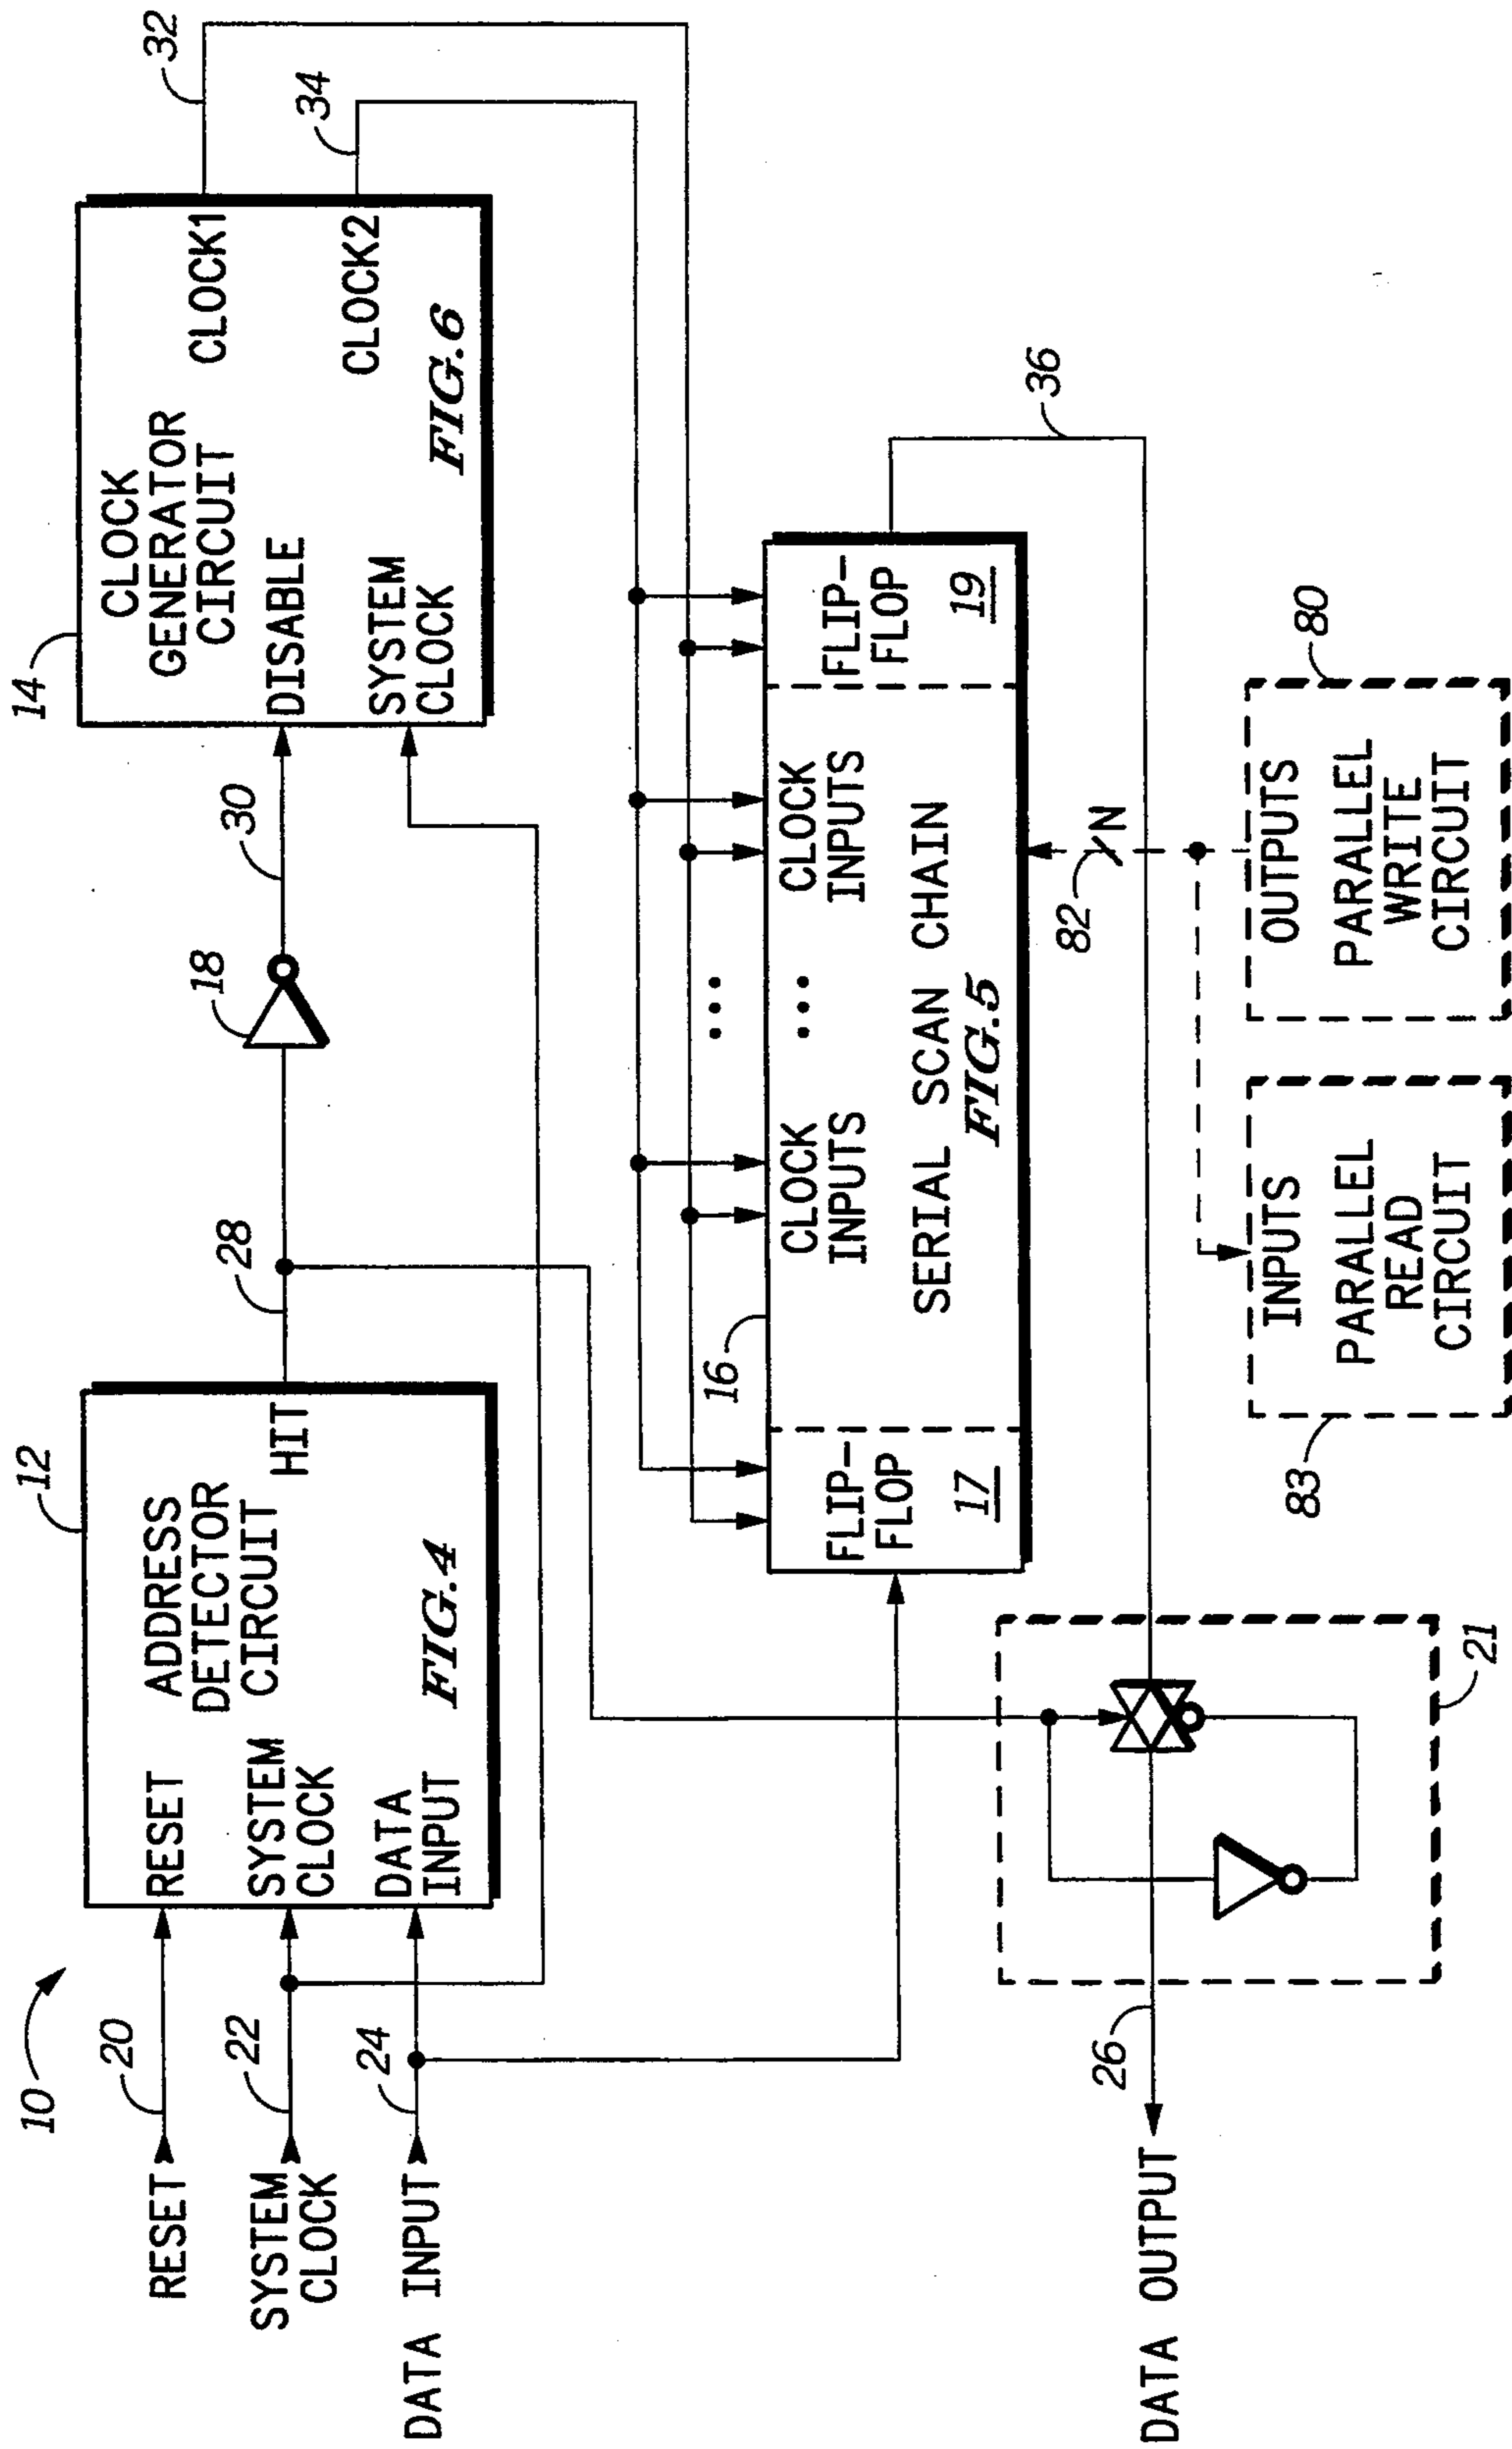 10
12
14
32
34
20
22
24
28
18
30
RESET
SYSTEM
CLOCK
DATA INPUT
RESET
SYSTEM
CLOCK
DATA
INPUT
ADDRESS
DETECTOR
CIRCUIT
HIT
FIG.4
CLOCK
GENERATOR
CIRCUIT
DISABLE
SYSTEM
CLOCK
CLOCK1
CLOCK2
FIG.6
16
FLIP-
FLOP
17
CLOCK
INPUTS
...
...
CLOCK
INPUTS
SERIAL SCAN CHAIN
FIG.5
FLIP-
FLOP
19
36
82
N
DATA OUTPUT
26
21
83
INPUTS
PARALLEL
READ
CIRCUIT
80
OUTPUTS
PARALLEL
WRITE
CIRCUIT